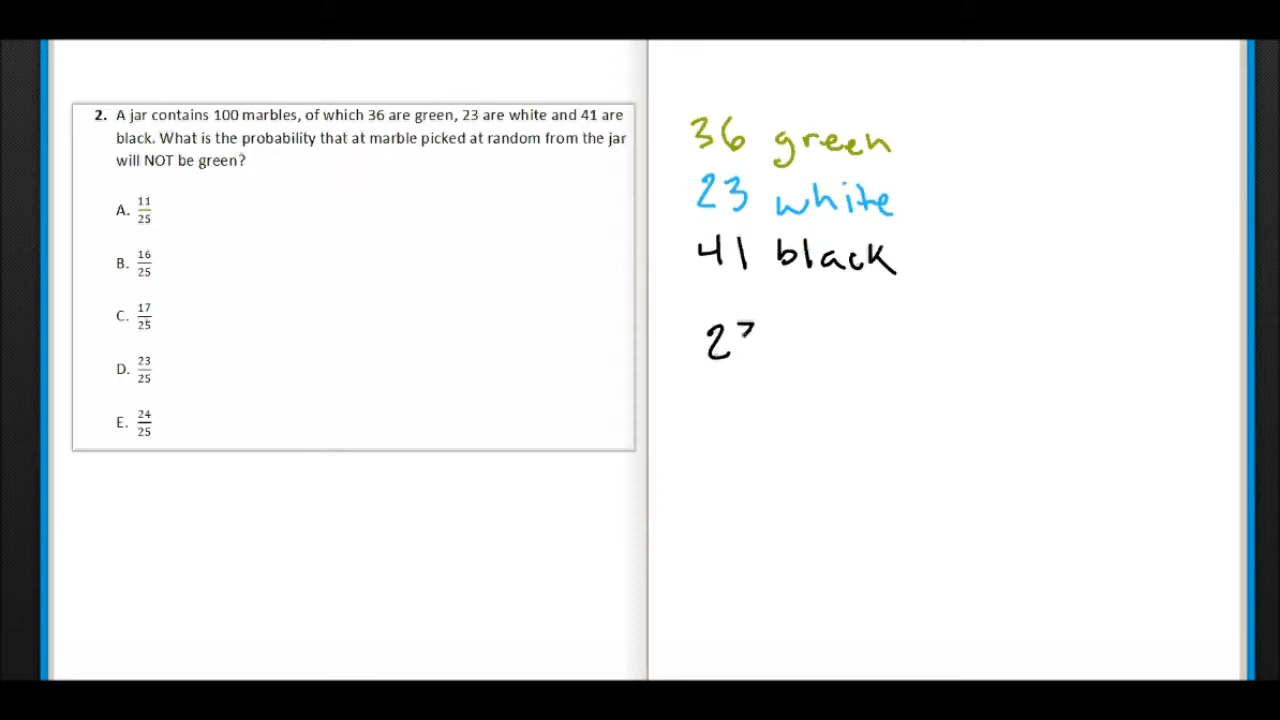 2. A jar contains 100 marbles, of which 36 are green, 23 are white and 41 are
black. What is the probability that at marble picked at random from the jar
will NOT be green?
A. 11/25
B. 16/25
C. 17/25
D. 23/25
E. 24/25
36 green
23 white
41 black
2